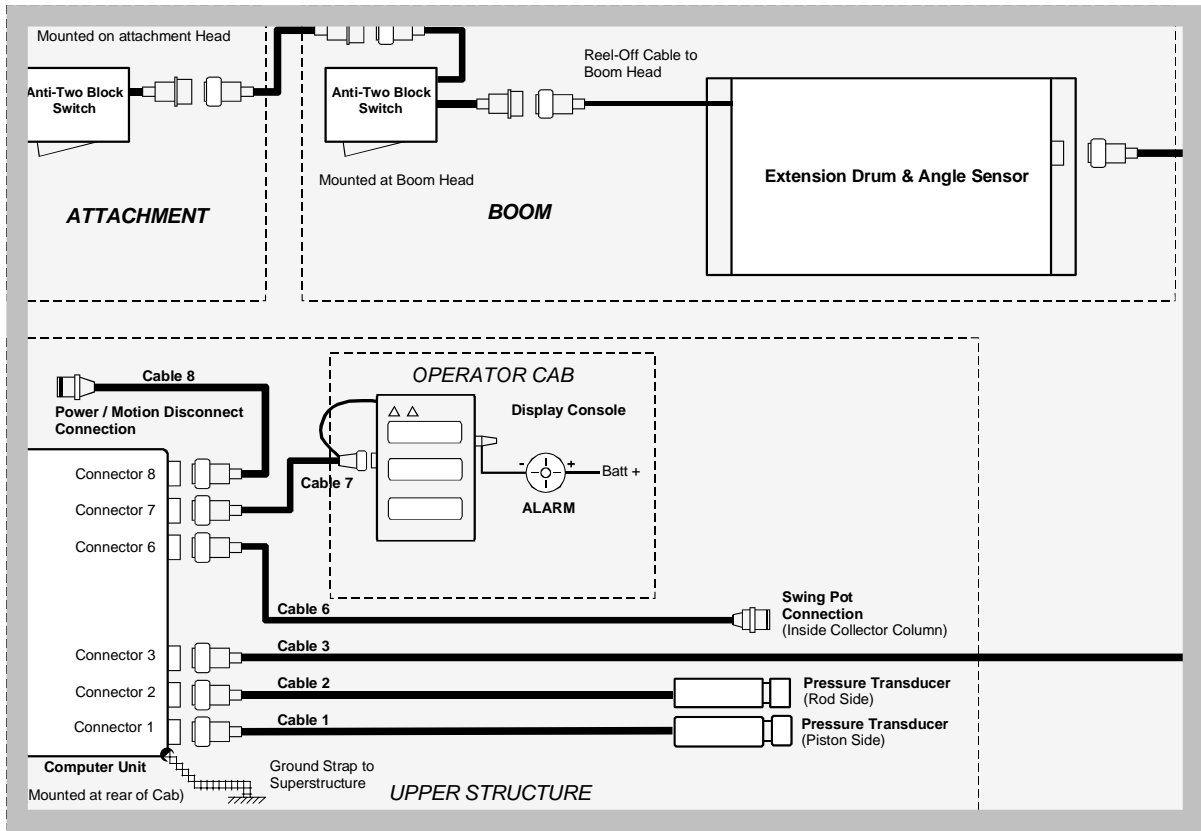 Mounted on attachment Head
Anti-Two Block
Switch
ATTACHMENT
Anti-Two Block
Switch
Mounted at Boom Head
BOOM
Reel-Off Cable to
Boom Head
Extension Drum & Angle Sensor
OPERATOR CAB
Cable 8
Power / Motion Disconnect
Connection
Display Console
Cable 7
- +
Batt +
ALARM
Connector 8
Connector 7
Connector 6
Cable 6
Swing Pot
Connection
(Inside Collector Column)
Connector 3
Cable 3
Connector 2
Cable 2
Pressure Transducer
(Rod Side)
Connector 1
Cable 1
Pressure Transducer
(Piston Side)
Computer Unit
Mounted at rear of Cab)
Ground Strap to
Superstructure
UPPER STRUCTURE